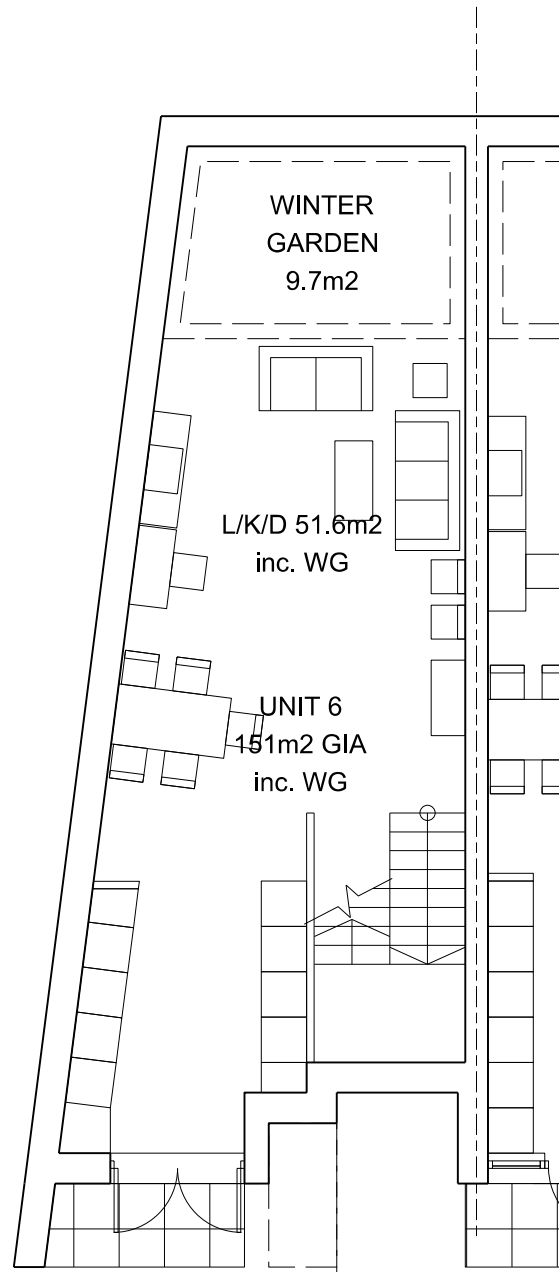 WINTER
GARDEN
9.7m2
L/K/D 51.6m2
inc. WG
UNIT 6
151m2 GIA
inc. WG